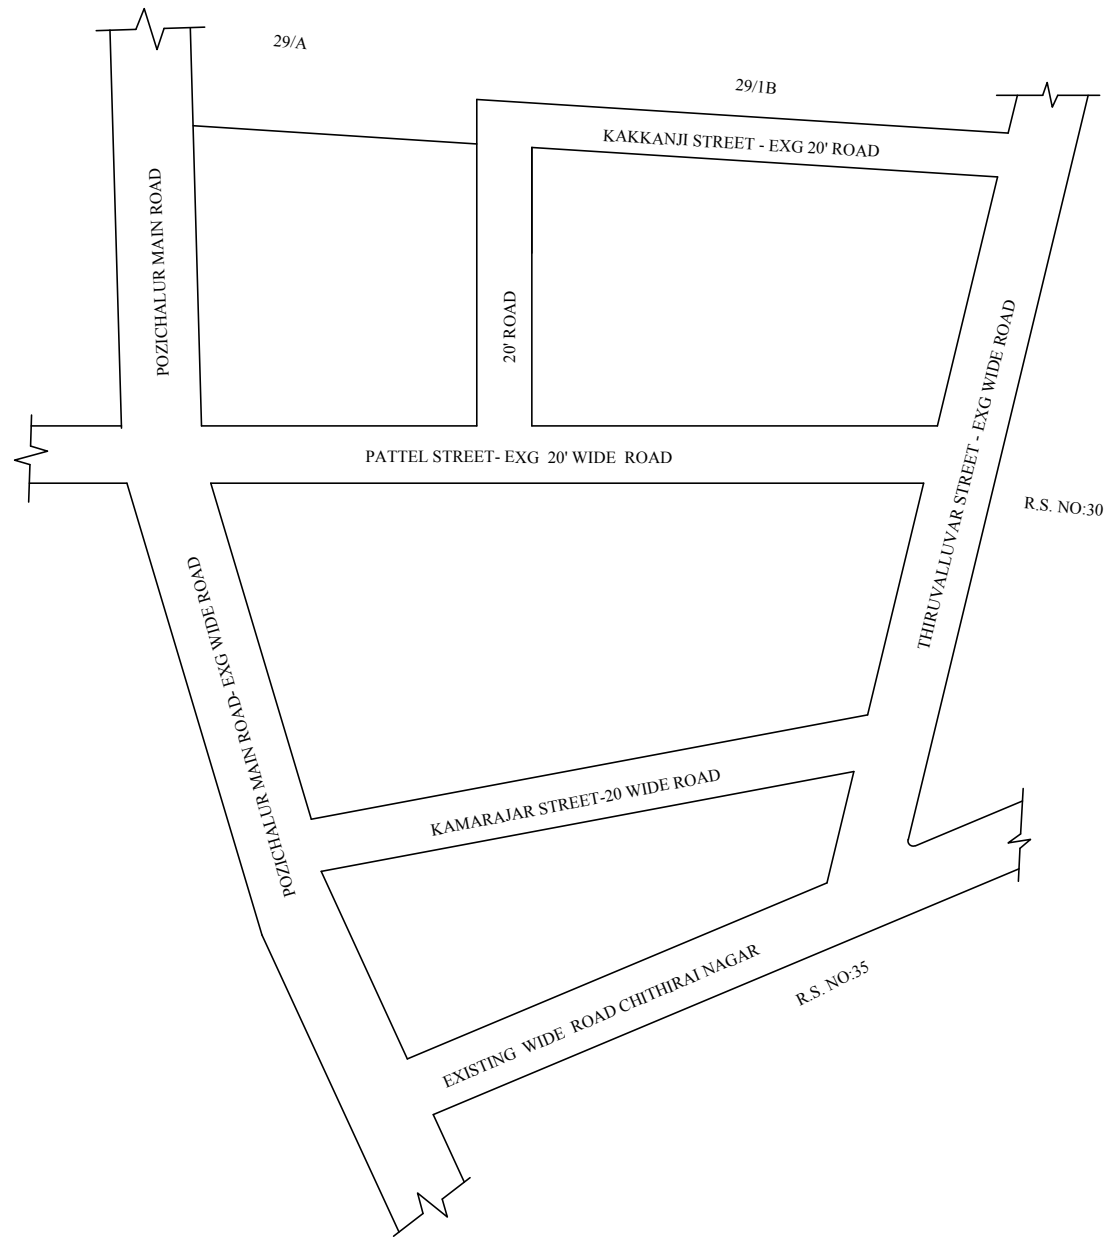 29/A
29/1B
KAKKANJI STREET - EXG 20' ROAD
POZICHALUR MAIN ROAD
20' ROAD
THIRUVALLUVAR STREET - EXG WIDE ROAD
PATTEL STREET- EXG 20' WIDE ROAD
R.S. NO:30
POZICHALUR MAIN ROAD- EXG WIDE ROAD
KAMARAJAR STREET-20 WIDE ROAD
EXISTING WIDE ROAD CHITHIRAI NAGAR
R.S. NO:35